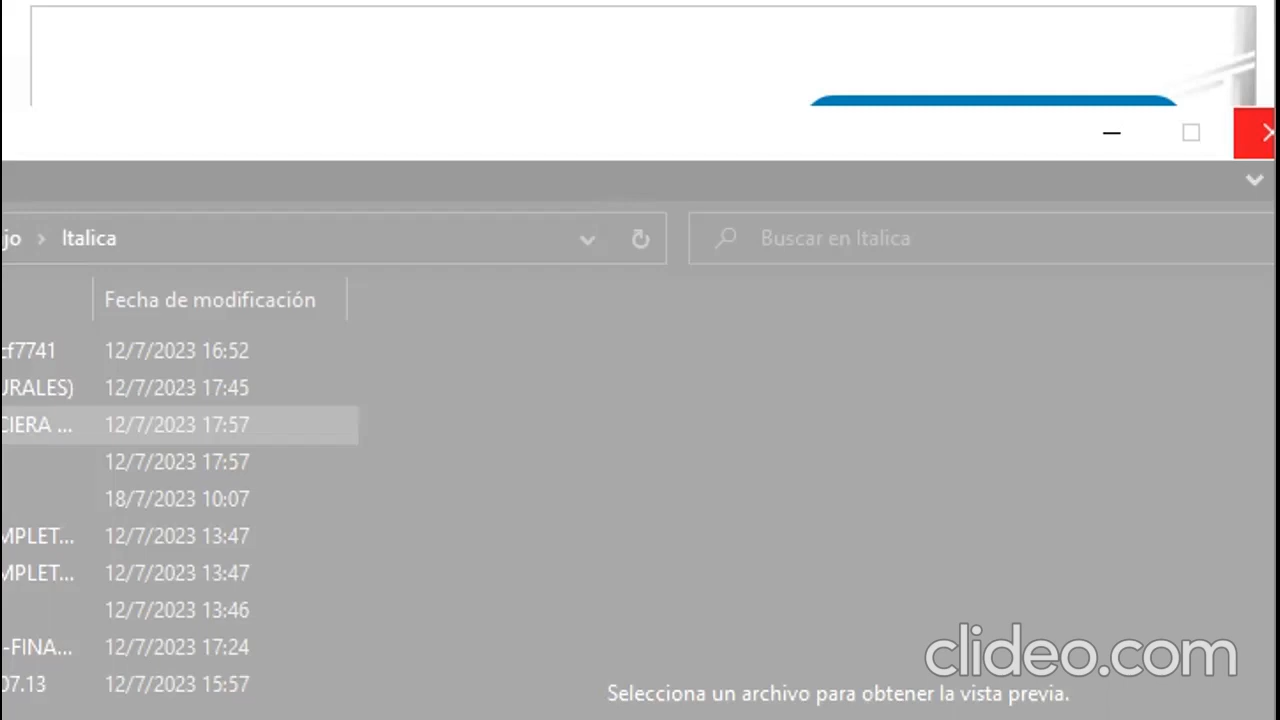 jo > Italica
Buscar en Italica
Fecha de modificación
cf7741 12/7/2023 16:52
URALES) 12/7/2023 17:45
CIERA ... 12/7/2023 17:57
12/7/2023 17:57
18/7/2023 10:07
MPLET... 12/7/2023 13:47
MPLET... 12/7/2023 13:47
12/7/2023 13:46
-FINA... 12/7/2023 17:24
07.13 12/7/2023 15:57
Selecciona un archivo para obtener la vista previa.
clideo.com